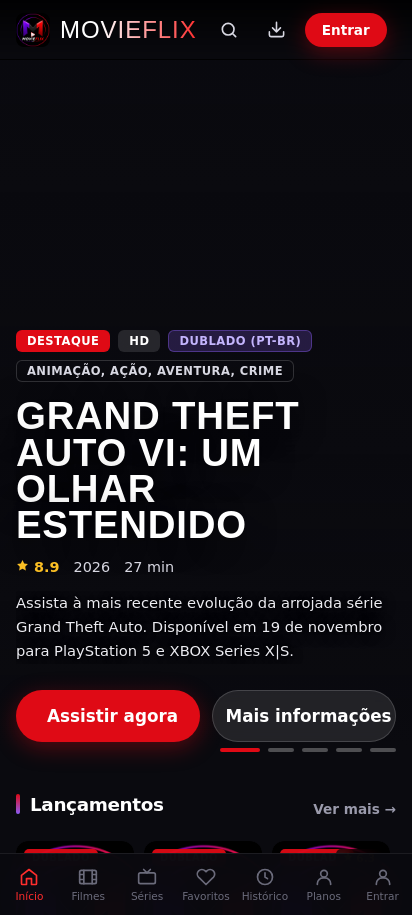 MOVIEFLIX
Entrar
DESTAQUE
HD
DUBLADO (PT-BR)
ANIMAÇÃO, AÇÃO, AVENTURA, CRIME
GRAND THEFT
AUTO VI: UM
OLHAR
ESTENDIDO
★ 8.9 2026 27 min
Assista à mais recente evolução da arrojada série
Grand Theft Auto. Disponível em 19 de novembro
para PlayStation 5 e XBOX Series X|S.
Assistir agora
Mais informações
Lançamentos
Ver mais →
Início
Filmes
Séries
Favoritos
Histórico
Planos
Entrar